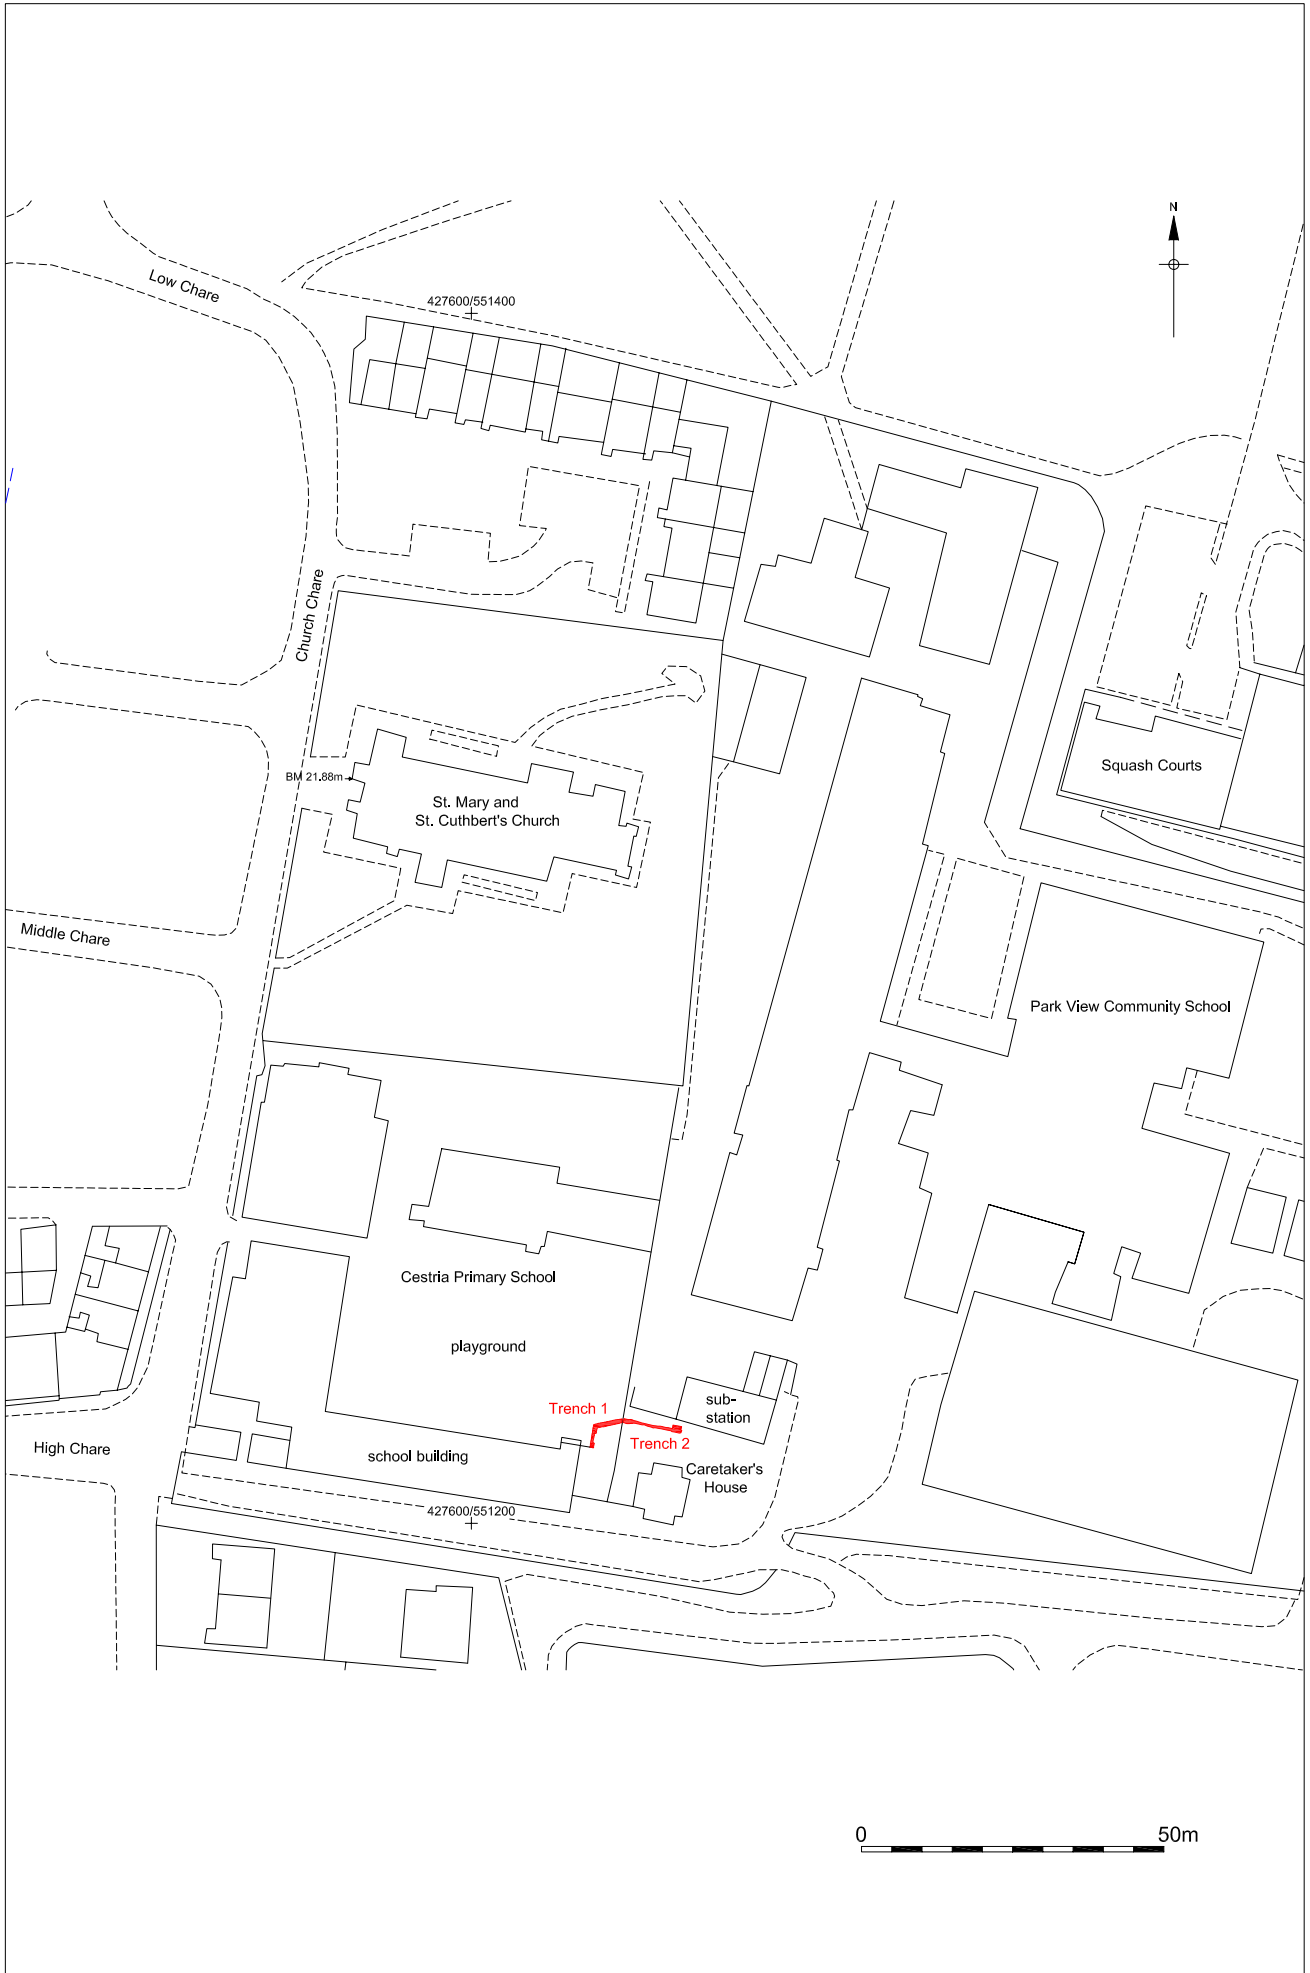 N
Low Chare
427600/551400
Church Chare
Squash Courts
BM 21.88m
St. Mary and
St. Cuthbert's Church
Middle Chare
Park View Community School
Cestria Primary School
playground
sub-
station
Trench 1
Trench 2
High Chare
school building
Caretaker's
House
427600/551200
0 50m